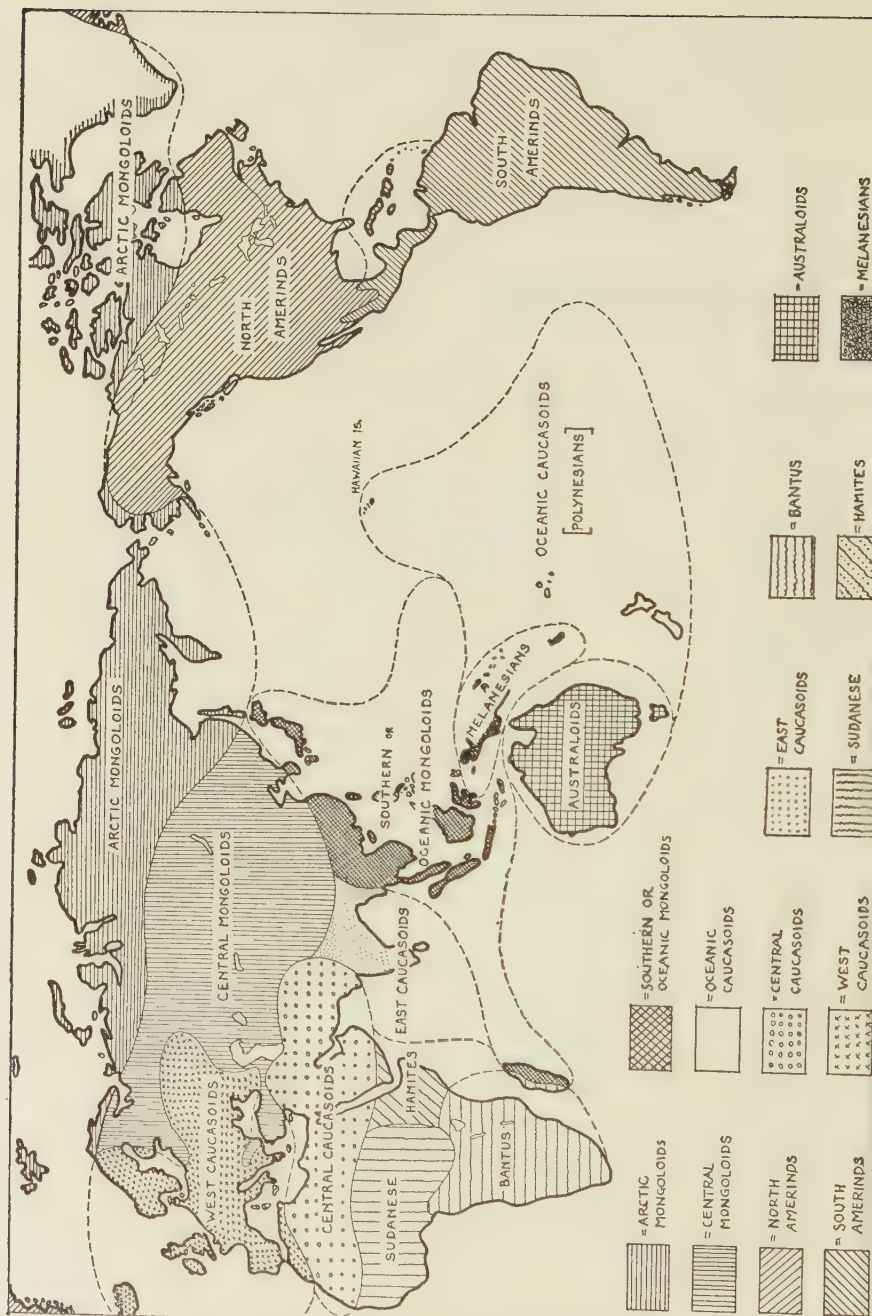 ARCTIC MONGOLOIDS
NORTH
AMERINDS
SOUTH
AMERINDS
HAWAIIAN IS.
OCEANIC CAUCASOIDS
[POLYNESIANS]
ARCTIC MONGOLOIDS
CENTRAL MONGOLOIDS
SOUTHERN OR
OCEANIC MONGOLOIDS
MELANESIANS
AUSTRALOIDS
WEST CAUCASOIDS
CENTRAL CAUCASOIDS
EAST CAUCASOIDS
HAMITES
SUDANESE
BANTUS
= ARCTIC
MONGOLOIDS
= CENTRAL
MONGOLOIDS
= NORTH
AMERINDS
= SOUTH
AMERINDS
= SOUTHERN OR
OCEANIC MONGOLOIDS
= OCEANIC
CAUCASOIDS
= CENTRAL
CAUCASOIDS
= WEST
CAUCASOIDS
= EAST
CAUCASOIDS
= SUDANESE
= BANTUS
= HAMITES
= AUSTRALOIDS
= MELANESIANS